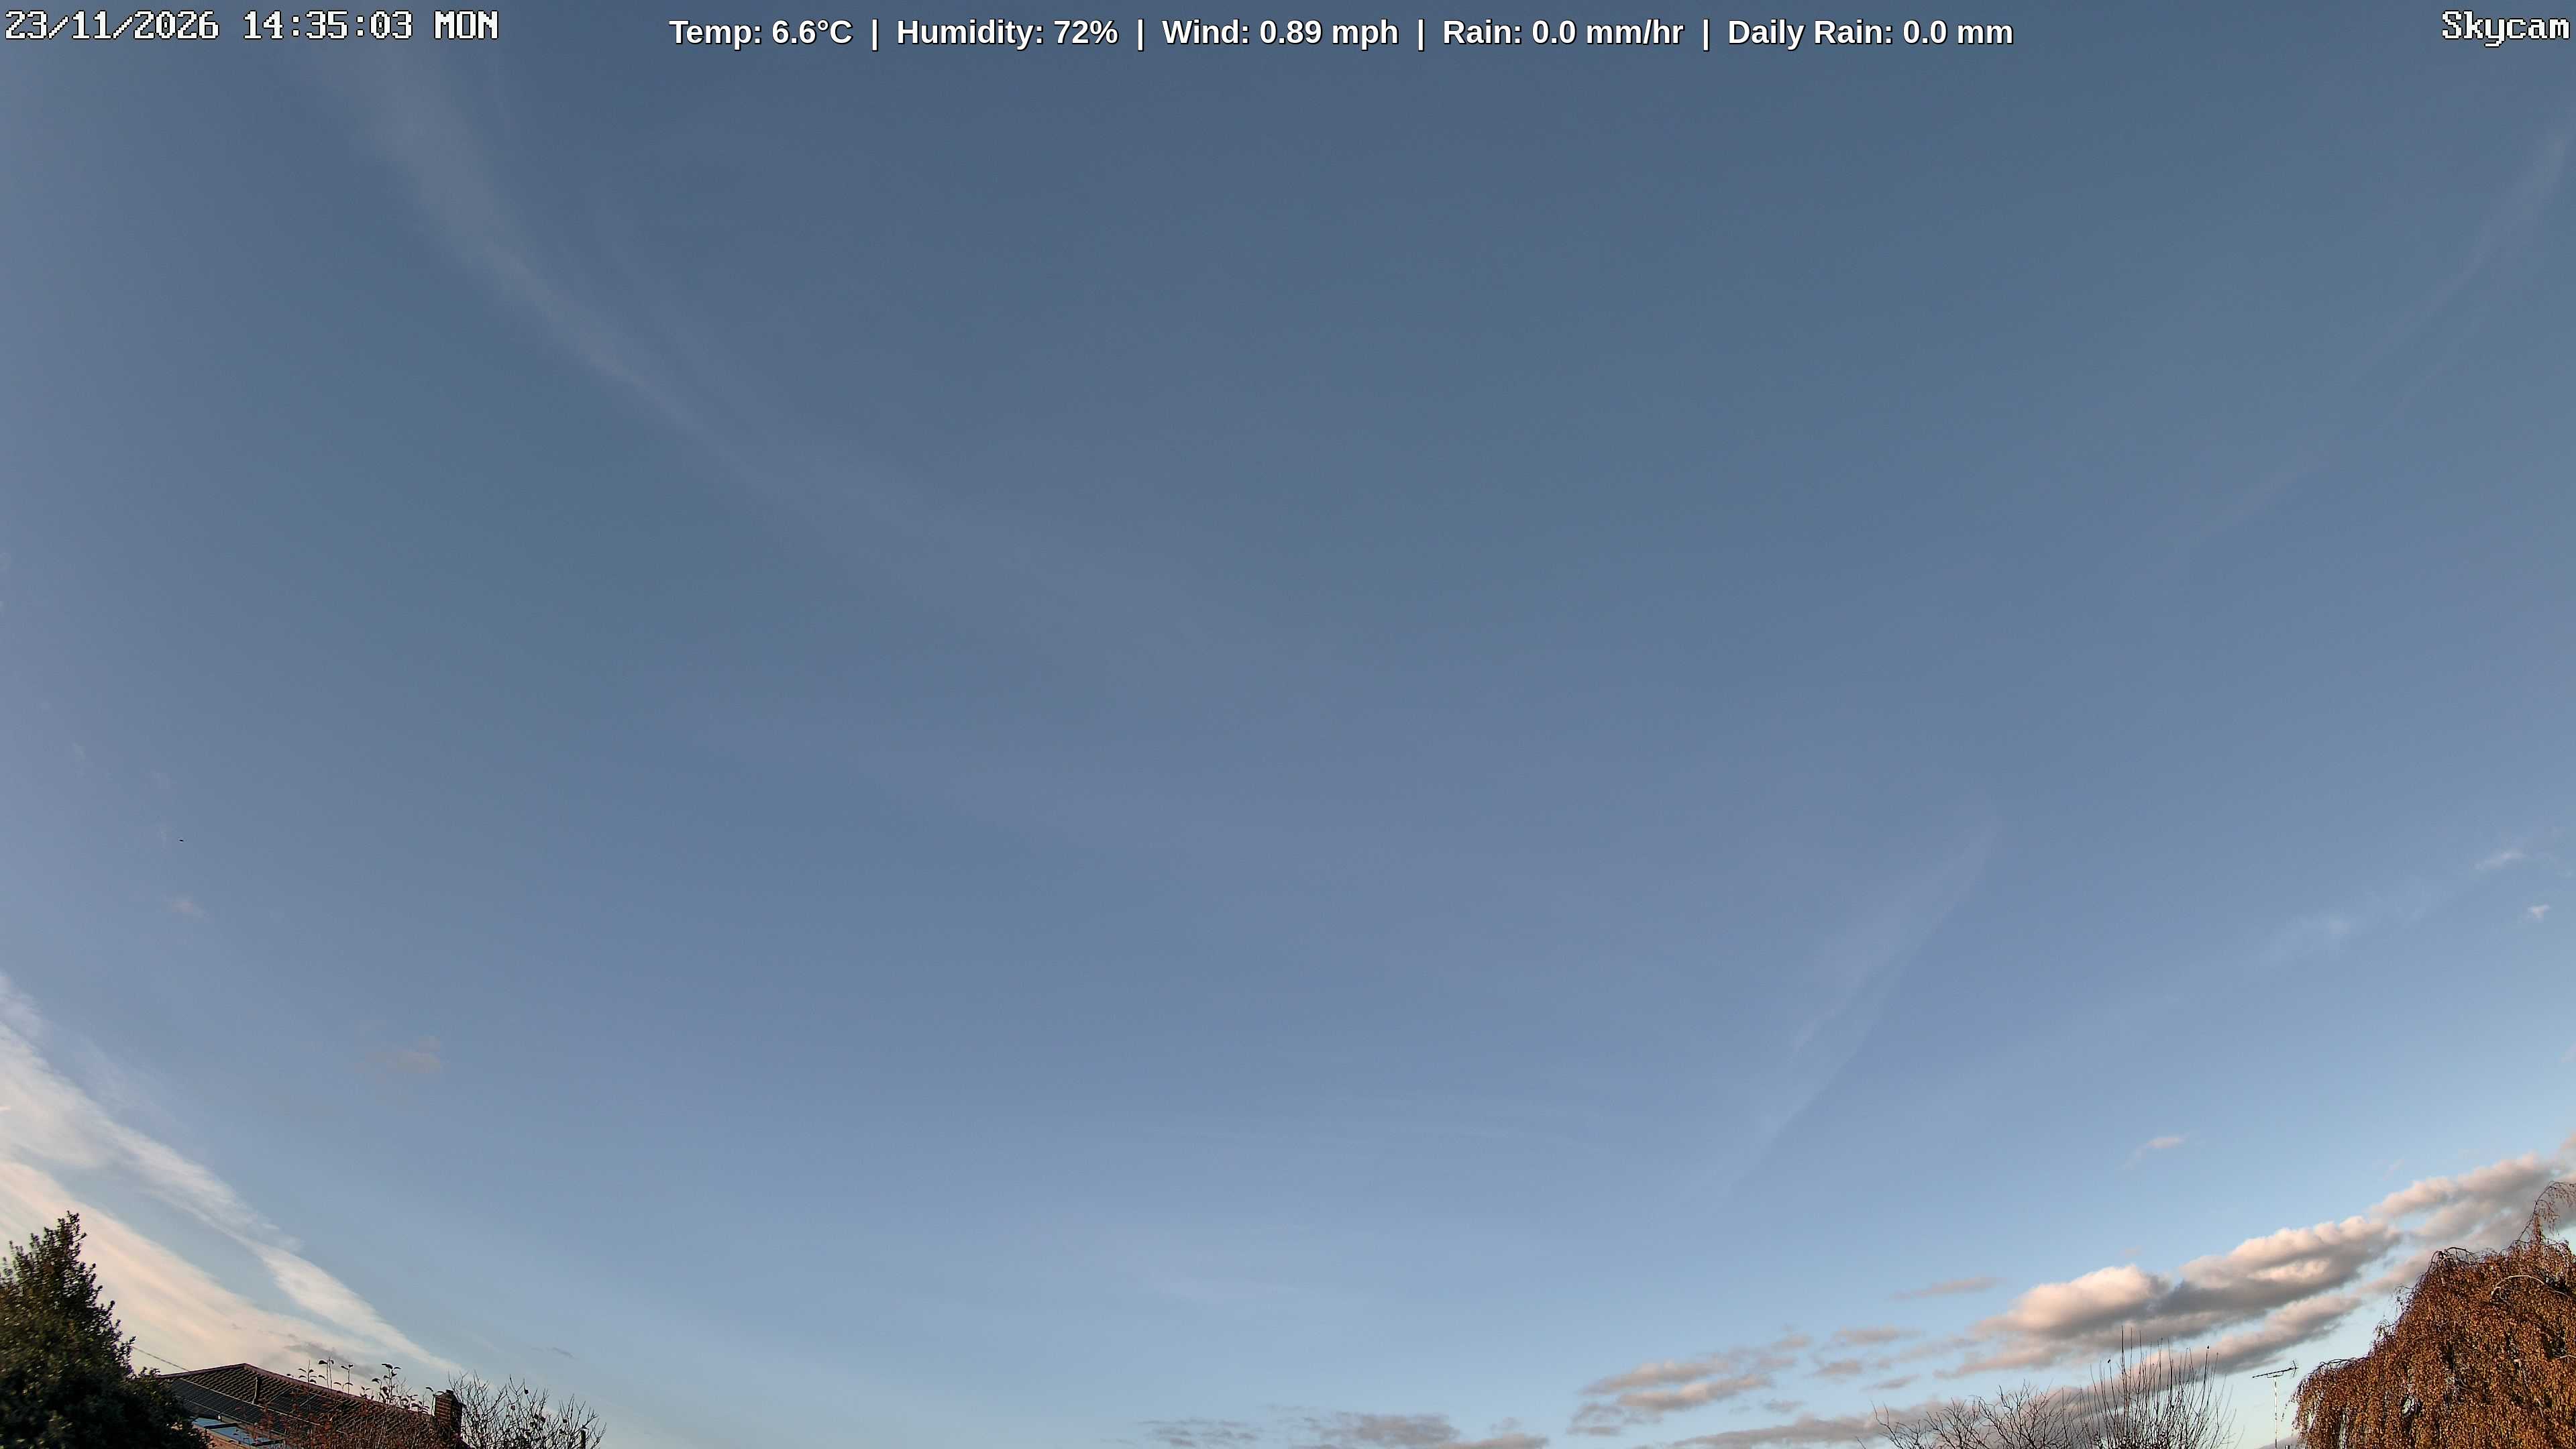 23/11/2026 14:35:03 MON
Temp: 6.6°C | Humidity: 72% | Wind: 0.89 mph | Rain: 0.0 mm/hr | Daily Rain: 0.0 mm
Skycam